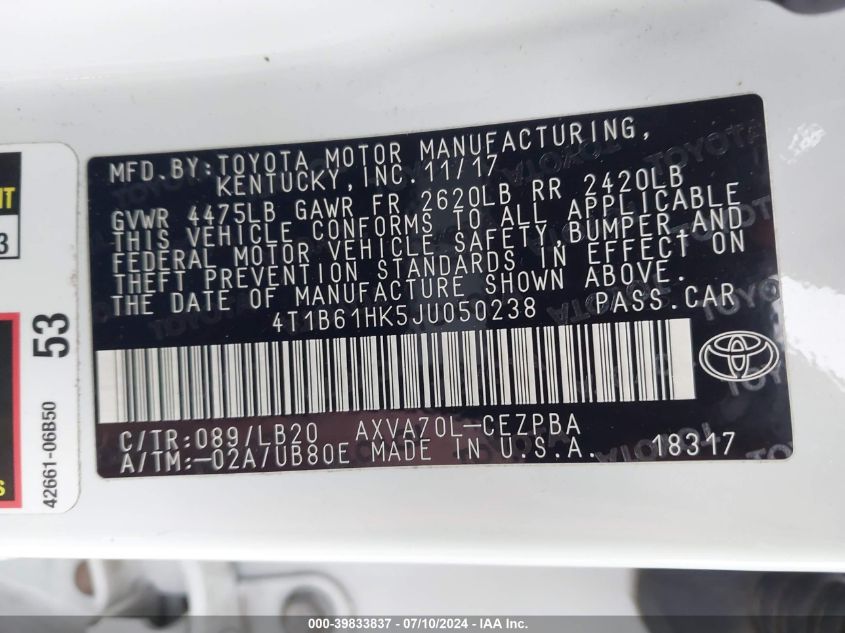 MFD.BY:TOYOTA MOTOR MANUFACTURING,
KENTUCKY,INC.11/17
GVWR 4475LB GAWR FR 2620LB RR 2420LB
THIS VEHICLE CONFORMS TO ALL APPLICABLE
FEDERAL MOTOR VEHICLE SAFETY,BUMPER,AND
THEFT PREVENTION STANDARDS IN EFFECT ON
THE DATE OF MANUFACTURE SHOWN ABOVE.
4T1B61HK5JU050238 PASS.CAR
C/TR:089/LB20 AXVA70L-CEZPBA
A/TM:-02A/UB80E MADE IN U.S.A. 18317
NT
3
S
53
42661-06B50
000-39833837 / 07/10/2024 - IAA Inc.